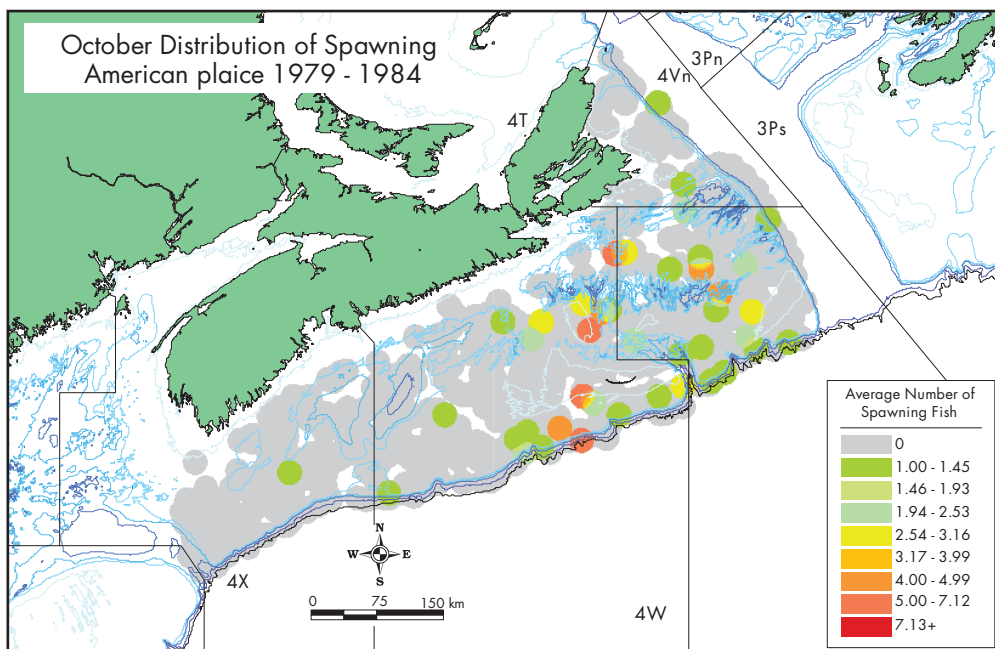 October Distribution of Spawning
American plaice 1979 - 1984
3Pn
4Vn
3Ps
4T
Average Number of
Spawning Fish
0
1.00 - 1.45
1.46 - 1.93
1.94 - 2.53
2.54 - 3.16
3.17 - 3.99
4.00 - 4.99
5.00 - 7.12
7.13+
N
W E
S
4X
0 75 150 km
4W